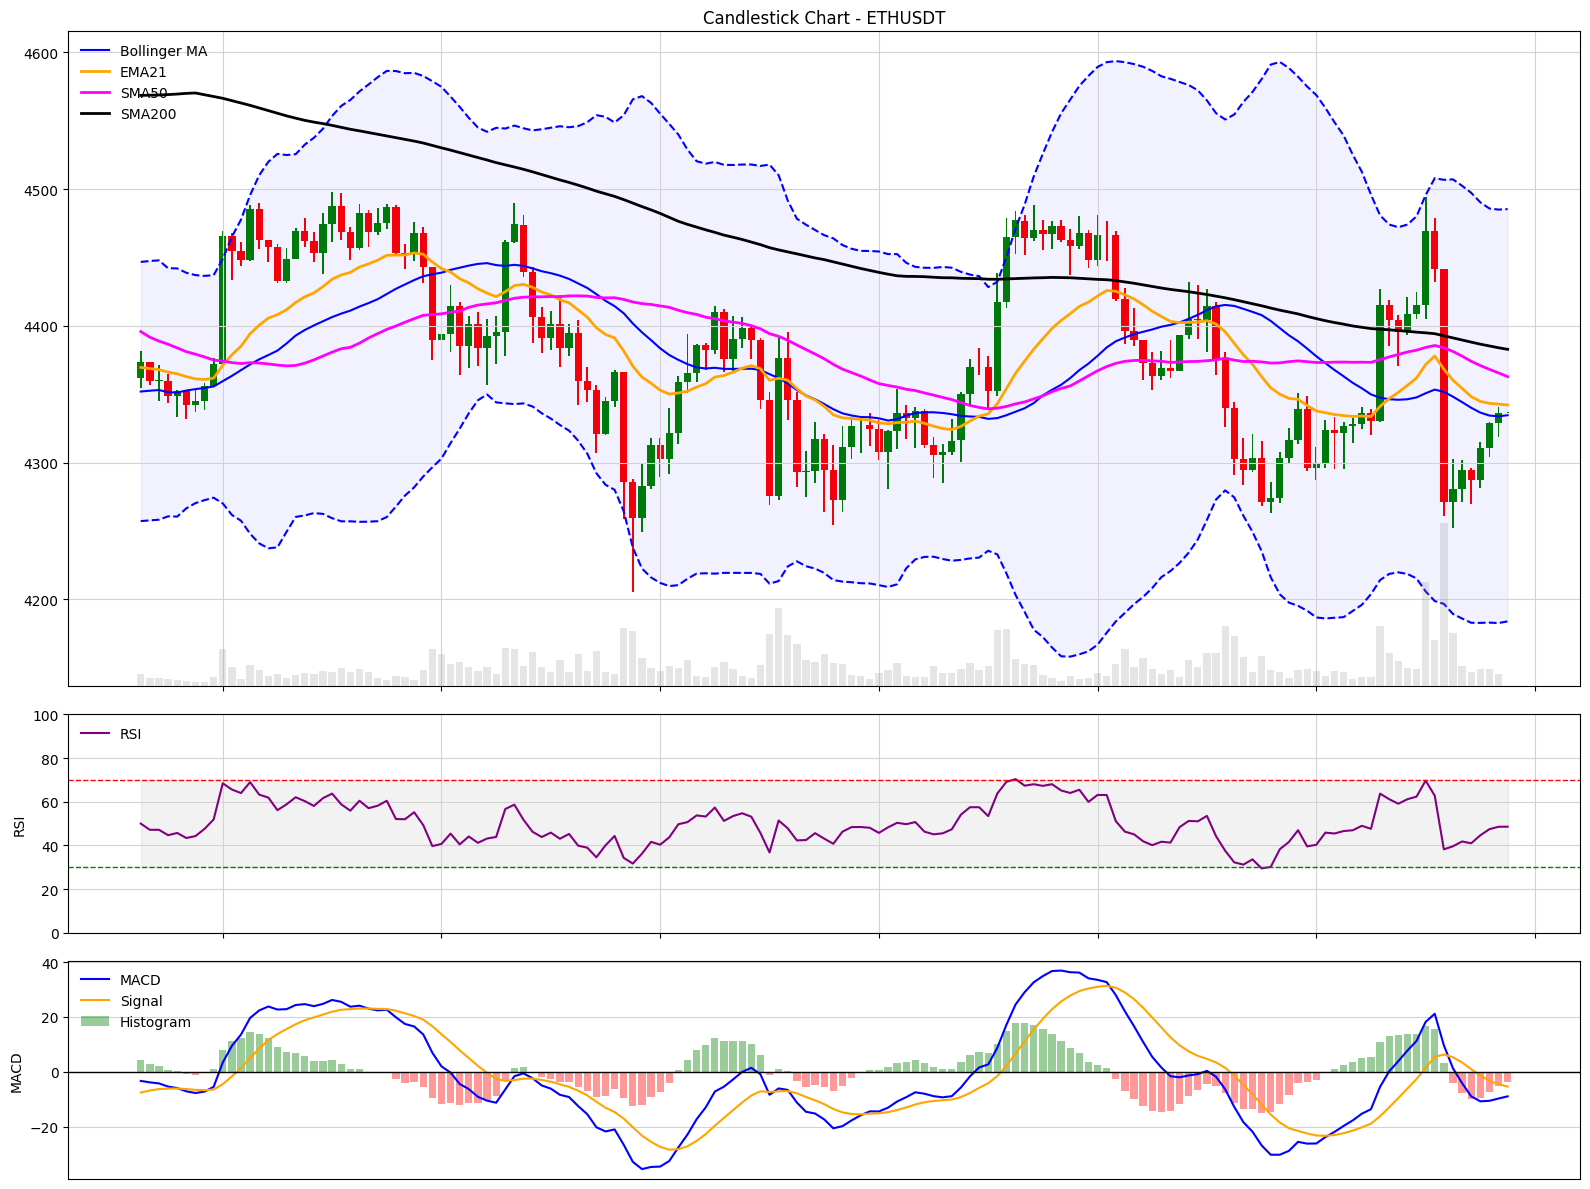 Candlestick Chart - ETHUSDT
Bollinger MA
EMA21
SMA50
SMA200
4600
4500
4400
4300
4200
RSI
100
80
60
40
20
0
RSI
MACD
Signal
Histogram
40
20
0
−20
MACD